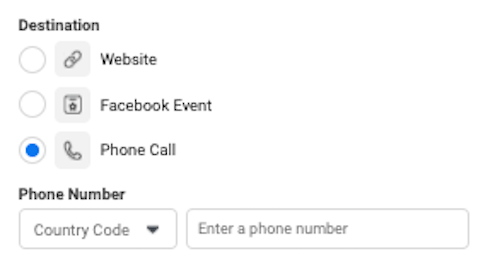 Destination
Website
Facebook Event
Phone Call
Phone Number
Country Code
Enter a phone number